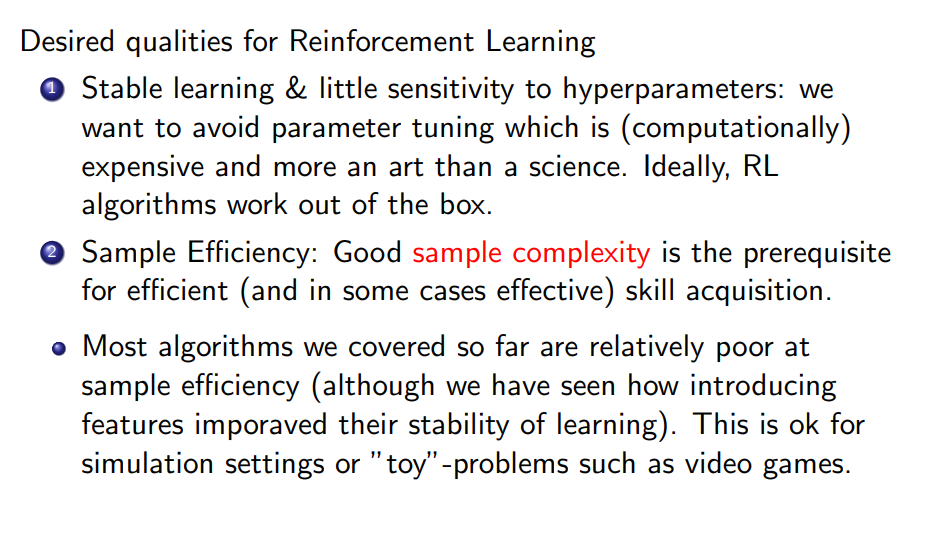 Desired qualities for Reinforcement Learning
1 Stable learning & little sensitivity to hyperparameters: we
want to avoid parameter tuning which is (computationally)
expensive and more an art than a science. Ideally, RL
algorithms work out of the box.
2 Sample Efficiency: Good sample complexity is the prerequisite
for efficient (and in some cases effective) skill acquisition.
• Most algorithms we covered so far are relatively poor at
sample efficiency (although we have seen how introducing
features imporaved their stability of learning). This is ok for
simulation settings or ”toy”-problems such as video games.